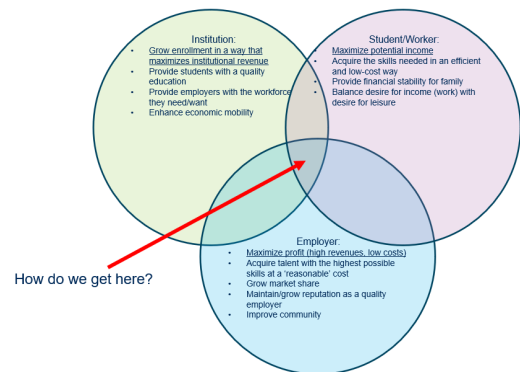 Institution:
• Grow enrollment in a way that
maximizes institutional revenue
• Provide students with a quality
education
• Provide employers with the workforce
they need/want
• Enhance economic mobility
Student/Worker:
• Maximize potential income
• Acquire the skills needed in an efficient
and low-cost way
• Provide financial stability for family
• Balance desire for income (work) with
desire for leisure
Employer:
• Maximize profit (high revenues, low costs)
• Acquire talent with the highest possible
skills at a ‘reasonable’ cost
• Grow market share
• Maintain/grow reputation as a quality
employer
• Improve community
How do we get here?